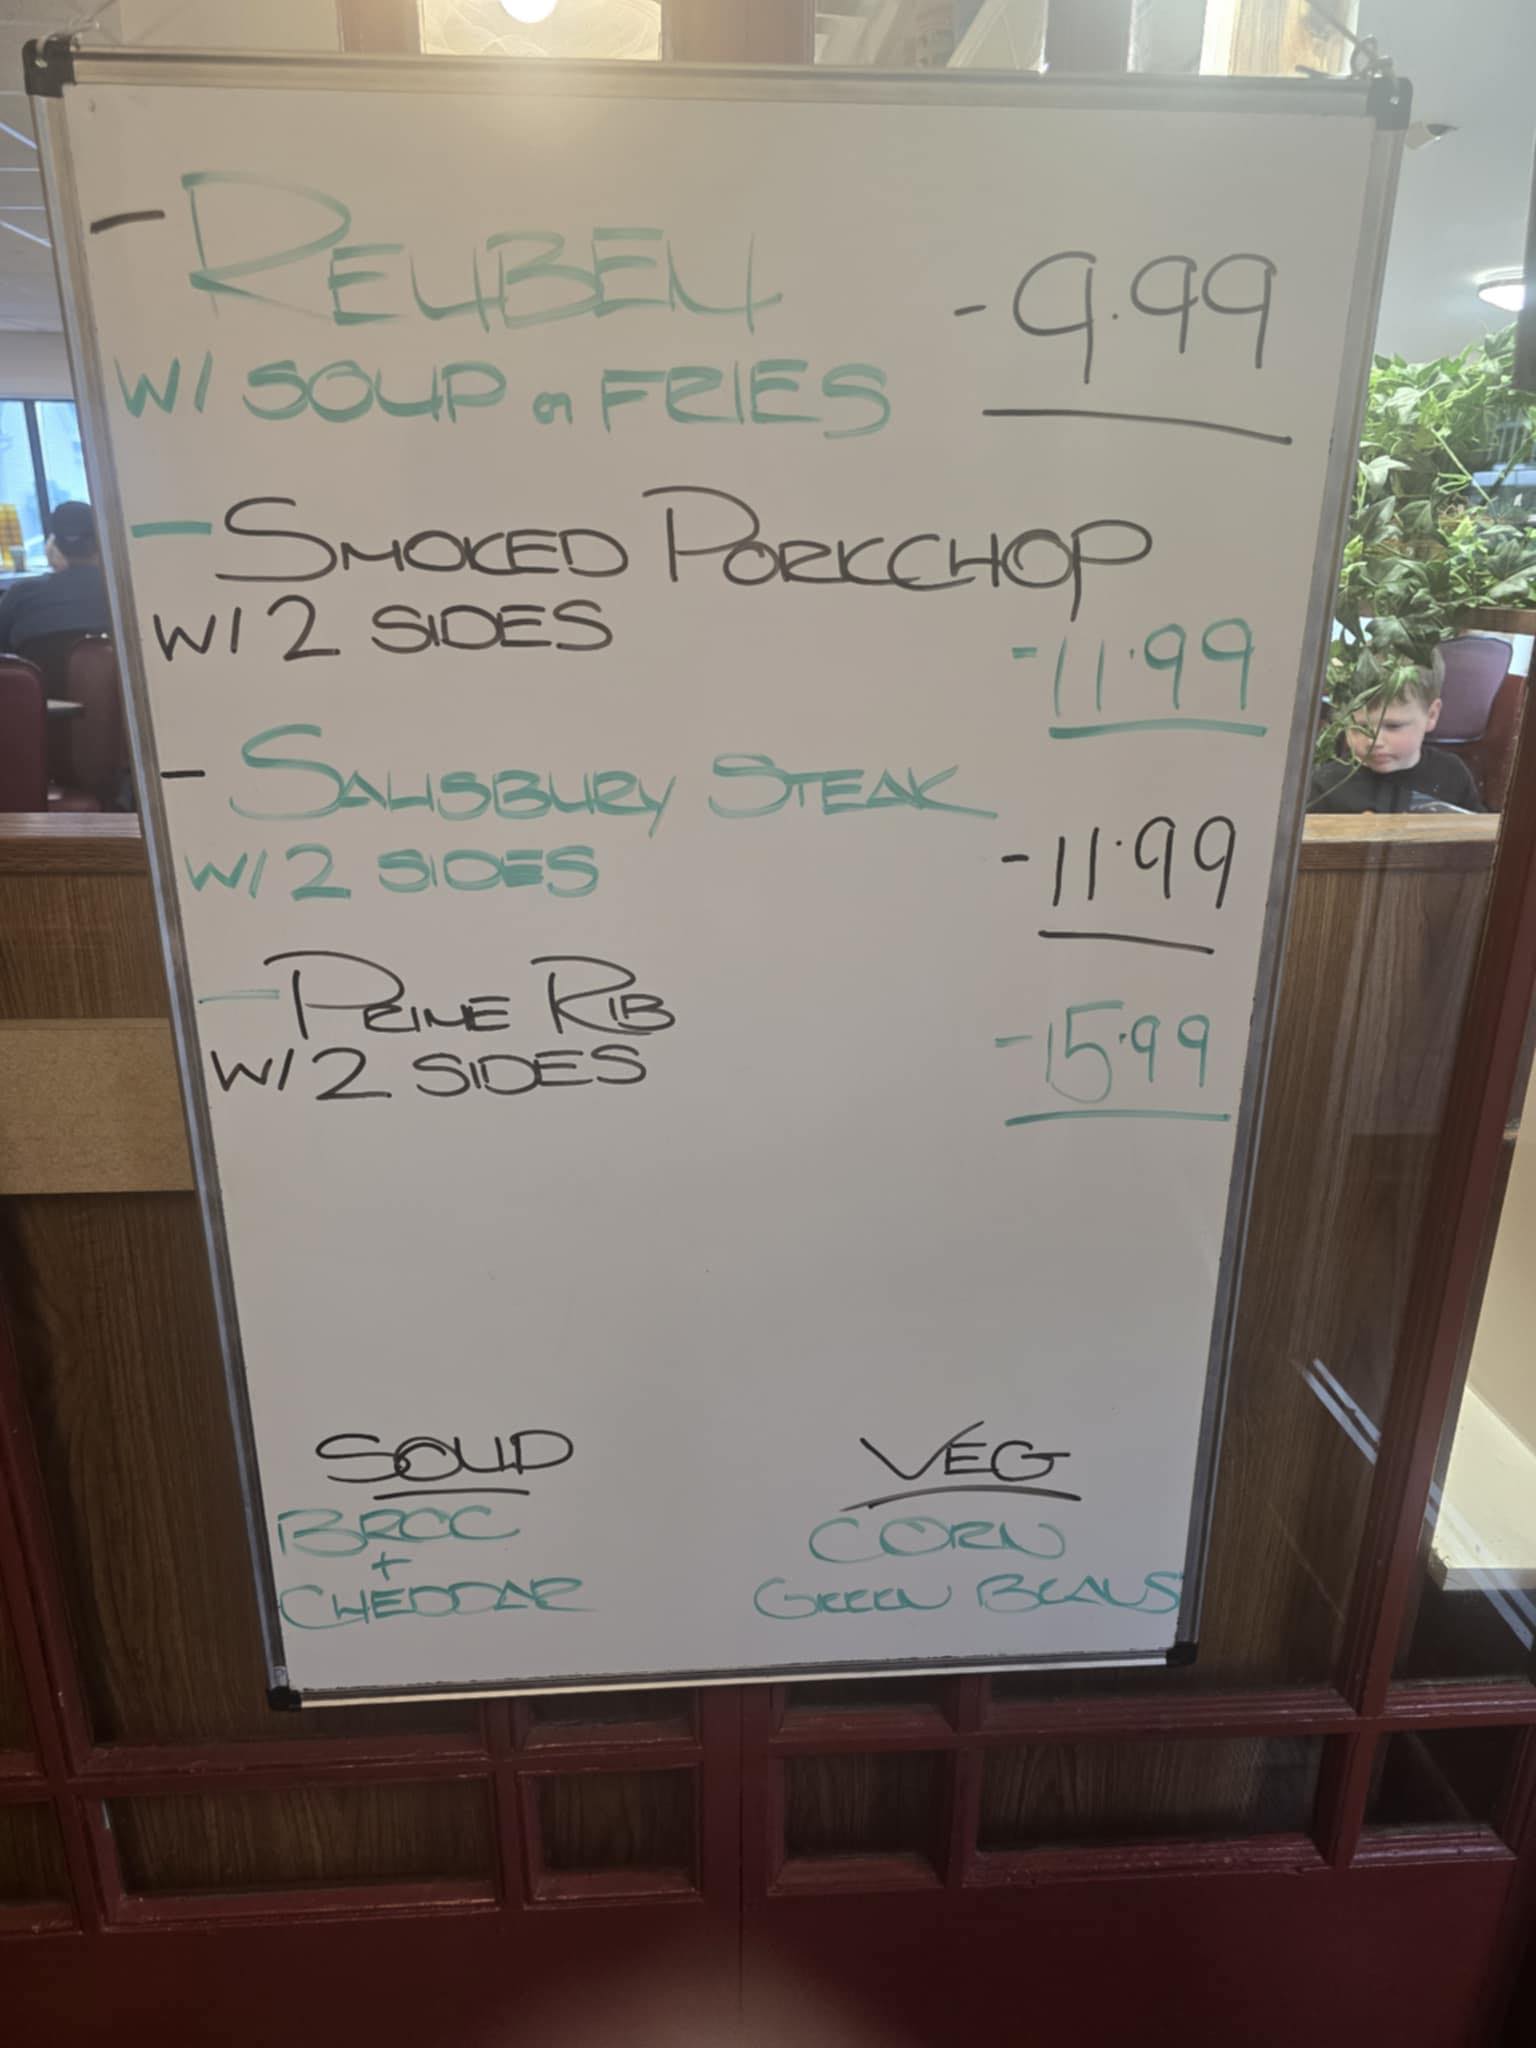 - REUBEN - 9.99
W/ SOUP or FRIES
- SMOKED PORKCHOP
W/ 2 SIDES - 11.99
- SALISBURY STEAK
W/ 2 SIDES - 11.99
- PRIME RIB - 15.99
W/ 2 SIDES
SOUP
BROC
+
CHEDDAR
VEG
CORN
GREEN BEANS